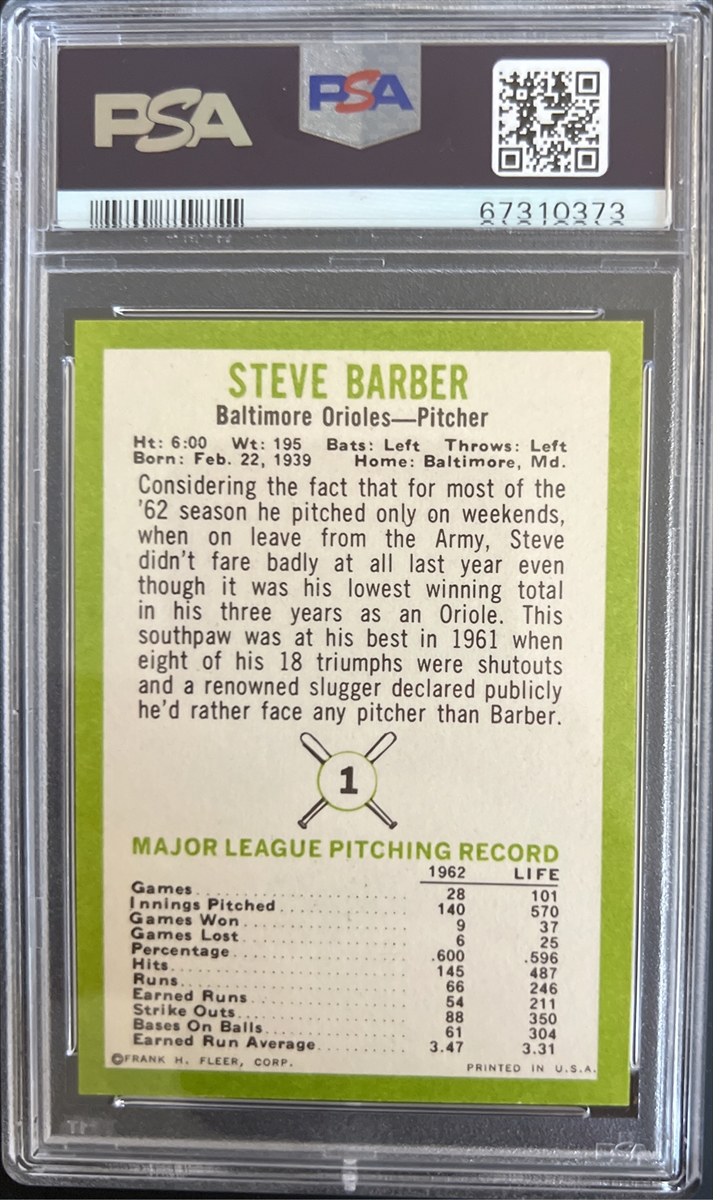 PSA
PSA
67310373
STEVE BARBER
Baltimore Orioles—Pitcher
Ht: 6:00 Wt: 195 Bats: Left Throws: Left
Born: Feb. 22, 1939 Home: Baltimore, Md.
Considering the fact that for most of the
'62 season he pitched only on weekends,
when on leave from the Army, Steve
didn't fare badly at all last year even
though it was his lowest winning total
in his three years as an Oriole. This
southpaw was at his best in 1961 when
eight of his 18 triumphs were shutouts
and a renowned slugger declared publicly
he'd rather face any pitcher than Barber.
1
MAJOR LEAGUE PITCHING RECORD
1962 LIFE
Games 28 101
Innings Pitched 140 570
Games Won 9 37
Games Lost 6 25
Percentage .600 .596
Hits 145 487
Runs 66 246
Earned Runs 54 211
Strike Outs 88 350
Bases On Balls 61 304
Earned Run Average 3.47 3.31
©FRANK H. FLEER, CORP.
PRINTED IN U.S.A.
PSA